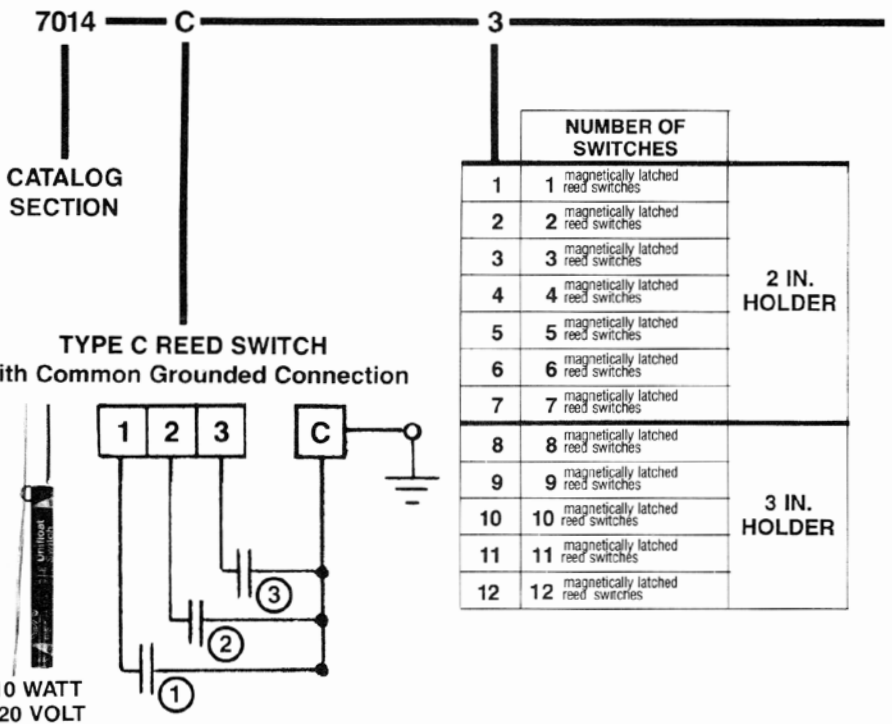 7014 C 3
CATALOG
SECTION
NUMBER OF
SWITCHES
1 1 magnetically latched
reed switches
2 2 magnetically latched
reed switches
3 3 magnetically latched
reed switches
4 4 magnetically latched
reed switches
5 5 magnetically latched
reed switches
6 6 magnetically latched
reed switches
7 7 magnetically latched
reed switches
2 IN.
HOLDER
8 8 magnetically latched
reed switches
9 9 magnetically latched
reed switches
10 10 magnetically latched
reed switches
11 11 magnetically latched
reed switches
12 12 magnetically latched
reed switches
3 IN.
HOLDER
TYPE C REED SWITCH
ith Common Grounded Connection
1 2 3 C
3
2
1
Unifloat
Switch
0 WATT
20 VOLT